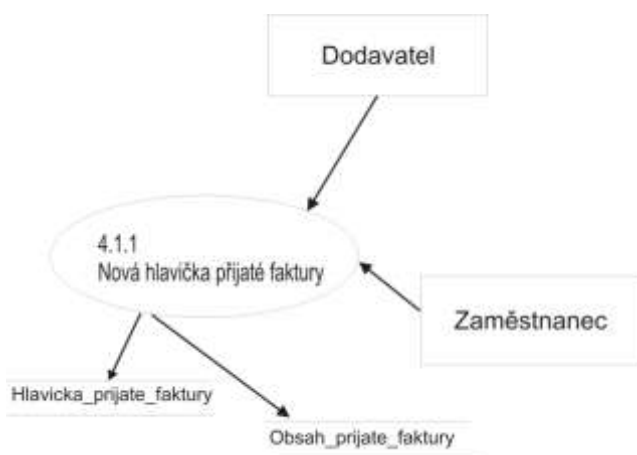 Dodavatel
4.1.1
Nová hlavička přijaté faktury
Zaměstnanec
Hlavicka_prijate_faktury
Obsah_prijate_faktury